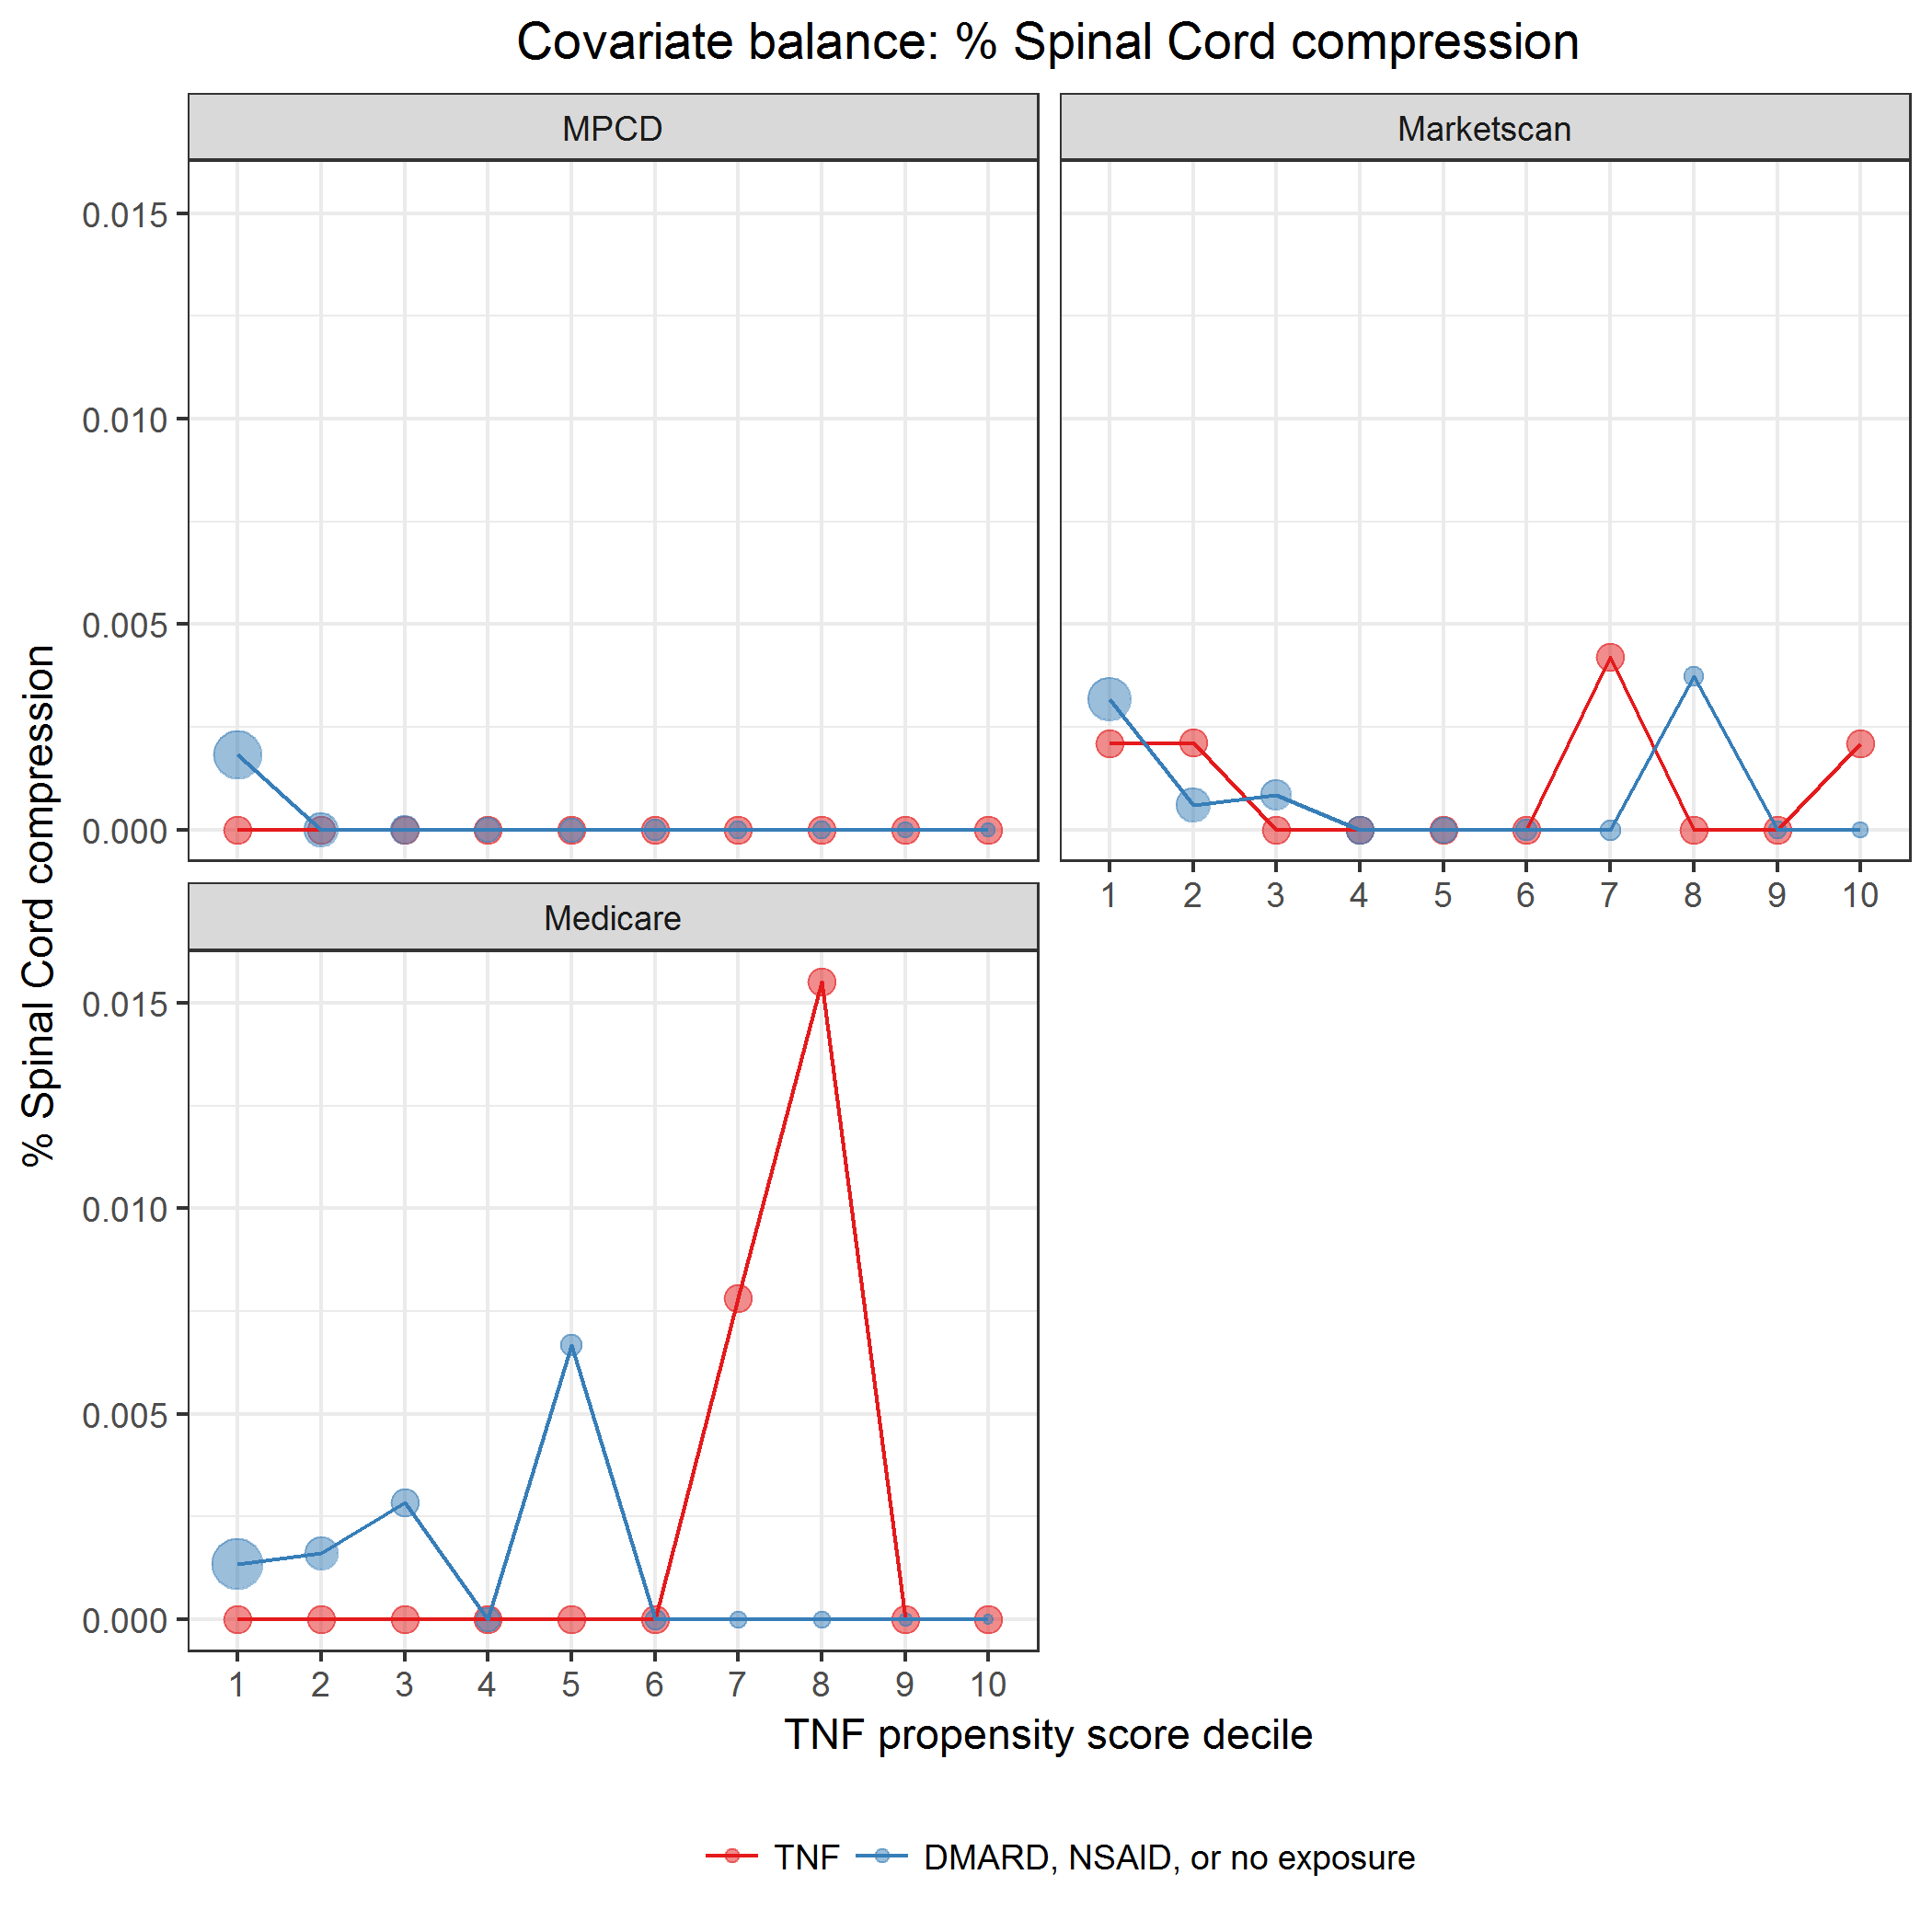 Covariate balance: % Spinal Cord compression
MPCD
Marketscan
0.015
0.010
0.005
0.000
1 2 3 4 5 6 7 8 9 10
Medicare
0.015
0.010
0.005
0.000
1 2 3 4 5 6 7 8 9 10
% Spinal Cord compression
TNF propensity score decile
TNF
DMARD, NSAID, or no exposure